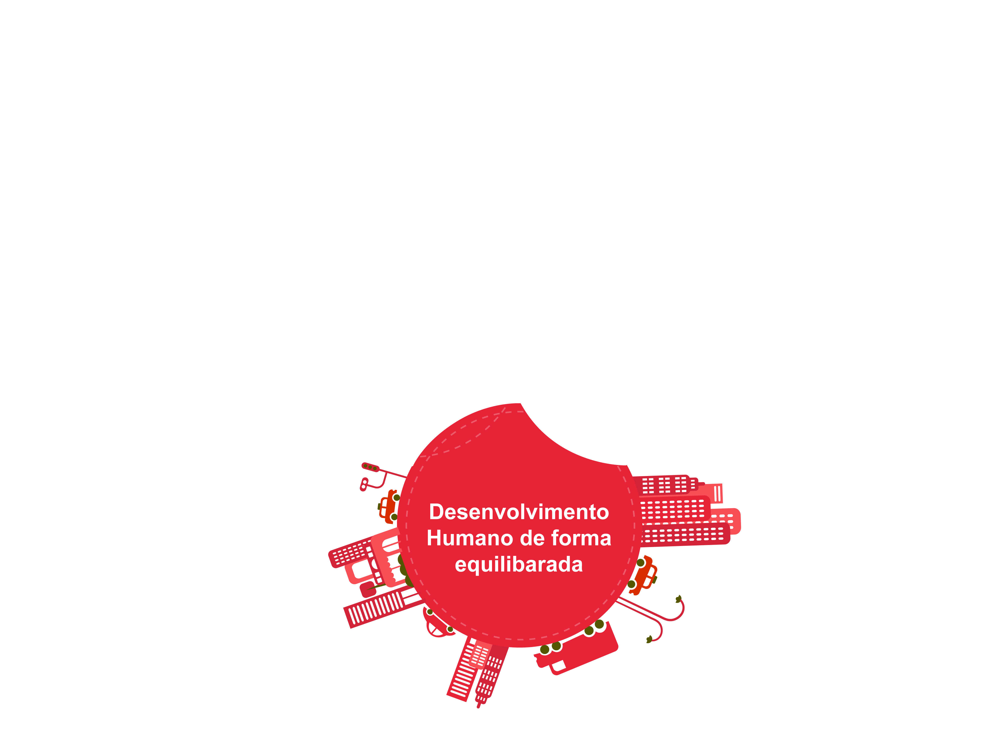 Desenvolvimento
Humano de forma
equilibarada